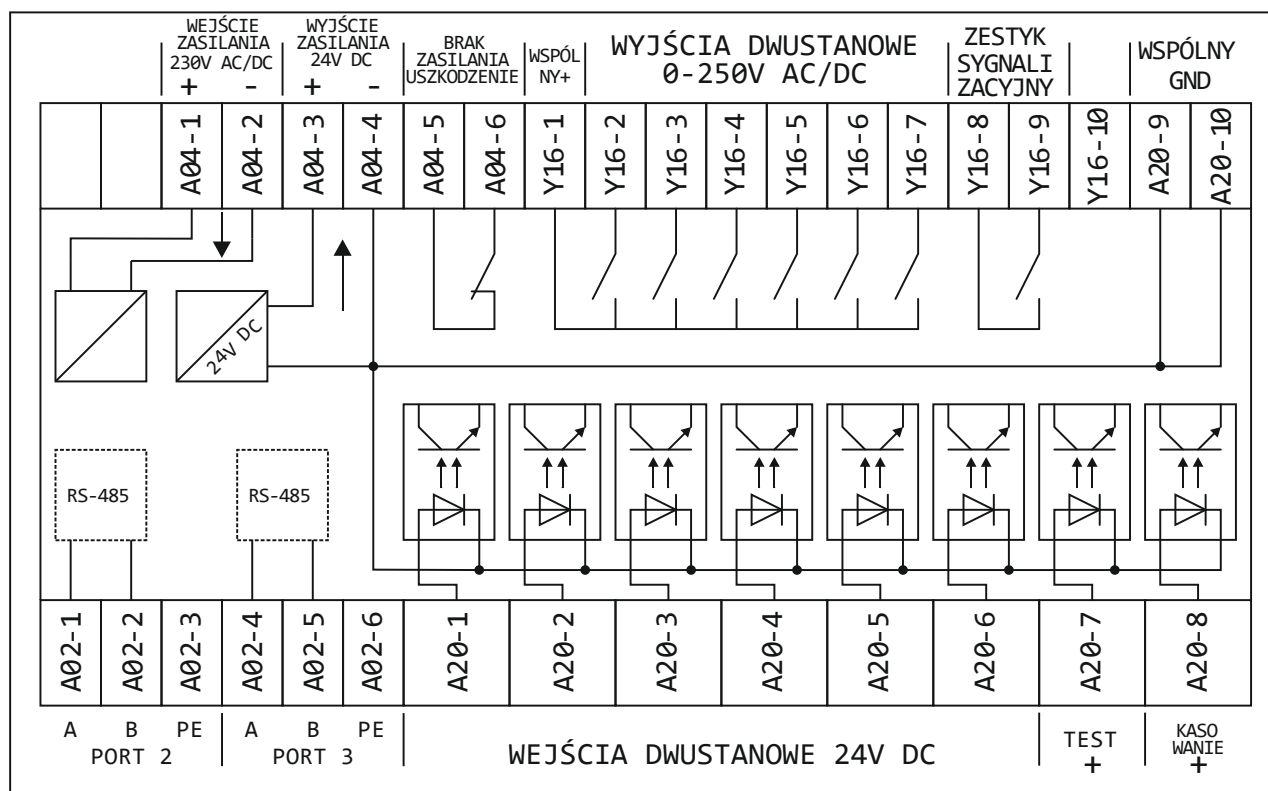 WEJŚCIE
ZASILANIA
230V AC/DC
+ -
WYJŚCIE
ZASILANIA
24V DC
+ -
BRAK
ZASILANIA
USZKODZENIE
WSPÓL
NY+
WYJŚCIA DWUSTANOWE
0-250V AC/DC
ZESTYK
SYGNALI
ZACYJNY
WSPÓLNY
GND
A04-1
A04-2
A04-3
A04-4
A04-5
A04-6
Y16-1
Y16-2
Y16-3
Y16-4
Y16-5
Y16-6
Y16-7
Y16-8
Y16-9
Y16-10
A20-9
A20-10
24V DC
RS-485
RS-485
A02-1
A02-2
A02-3
A02-4
A02-5
A02-6
A20-1
A20-2
A20-3
A20-4
A20-5
A20-6
A20-7
A20-8
A B PE
PORT 2
A B PE
PORT 3
WEJŚCIA DWUSTANOWE 24V DC
TEST
+
KASO
WANIE
+